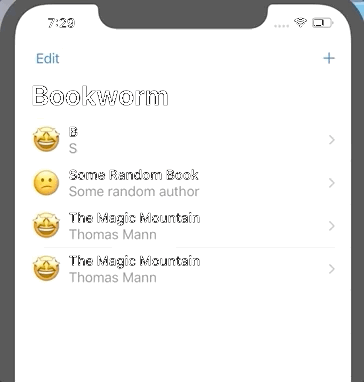 7:29
Edit
+
Bookworm
B
S
Some Random Book
Some random author
The Magic Mountain
Thomas Mann
The Magic Mountain
Thomas Mann